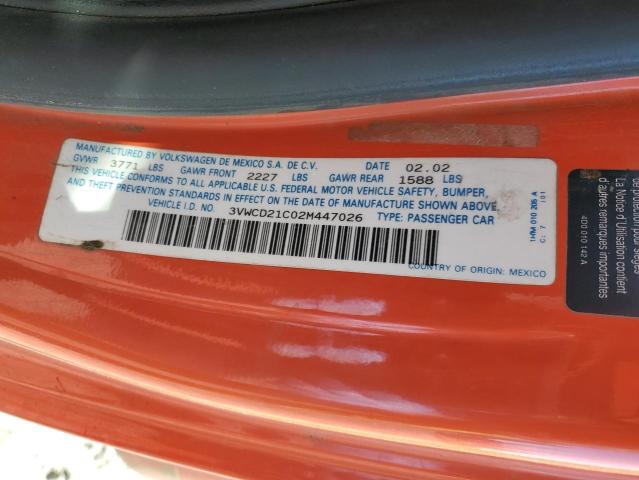 MANUFACTURED BY VOLKSWAGEN DE MEXICO S.A. DE C.V. DATE 02.02
GVWR 3771 LBS GAWR FRONT 2227 LBS GAWR REAR 1588 LBS
THIS VEHICLE CONFORMS TO ALL APPLICABLE U.S. FEDERAL MOTOR VEHICLE SAFETY, BUMPER,
AND THEFT PREVENTION STANDARDS IN EFFECT ON THE DATE OF MANUFACTURE SHOWN ABOVE.
VEHICLE I.D. NO. 3VWCD21C02M447026 TYPE: PASSENGER CAR
COUNTRY OF ORIGIN: MEXICO
1HM 010 205 A
La Notice d'Utilisation contient
d'autres remarques importantes
4D0 010 142 A